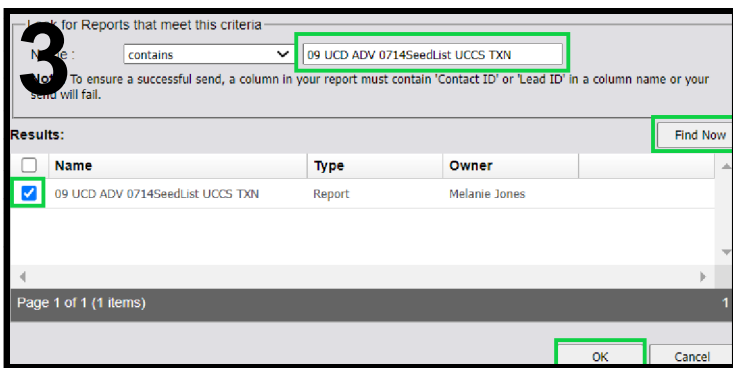 3
Look for Reports that meet this criteria
Name : contains 09 UCD ADV 0714SeedList UCCS TXN
Note: To ensure a successful send, a column in your report must contain 'Contact ID' or 'Lead ID' in a column name or your
send will fail.
Results: Find Now
Name Type Owner
09 UCD ADV 0714SeedList UCCS TXN Report Melanie Jones
Page 1 of 1 (1 items) 1
OK Cancel